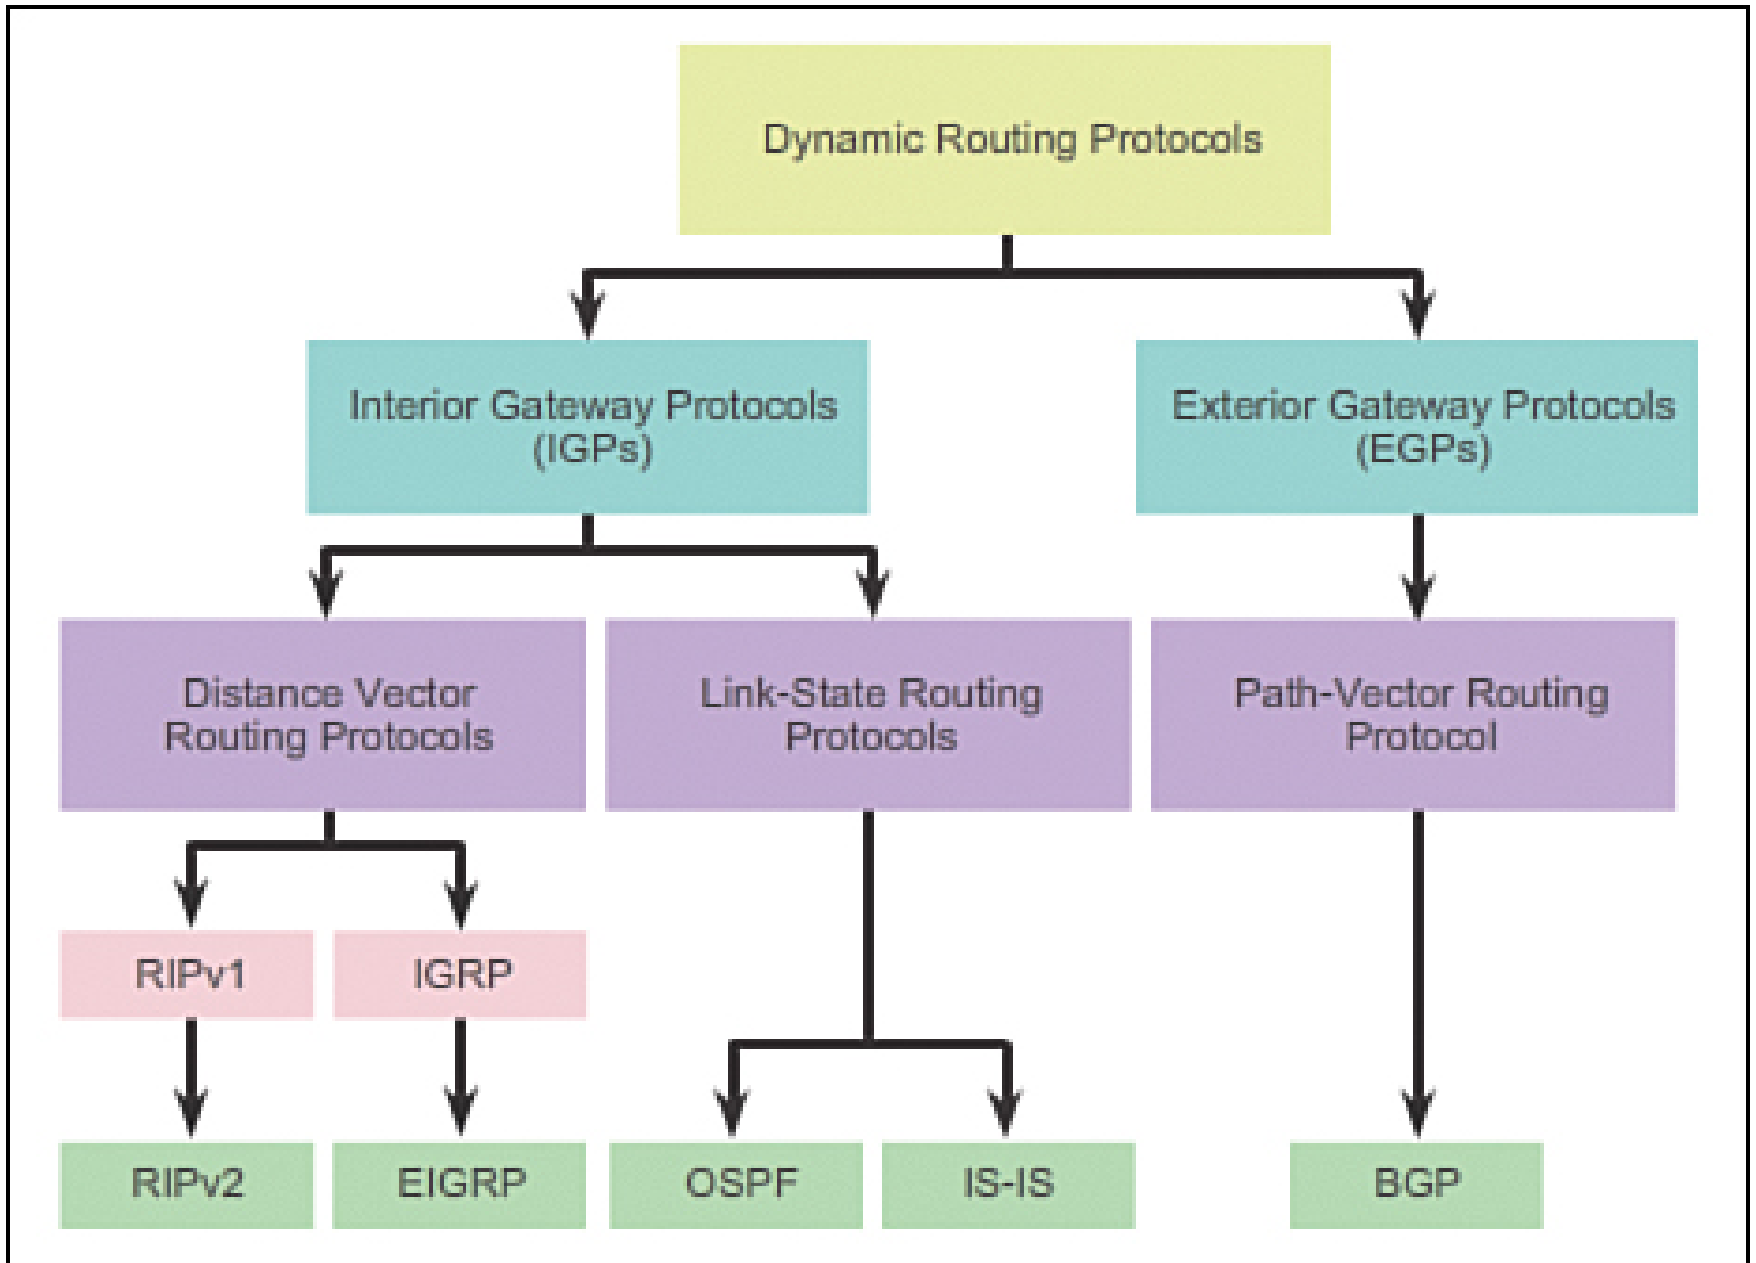 Dynamic Routing Protocols
Interior Gateway Protocols
(IGPs)
Exterior Gateway Protocols
(EGPs)
Distance Vector
Routing Protocols
Link-State Routing
Protocols
Path-Vector Routing
Protocol
RIPv1
IGRP
RIPv2
EIGRP
OSPF
IS-IS
BGP